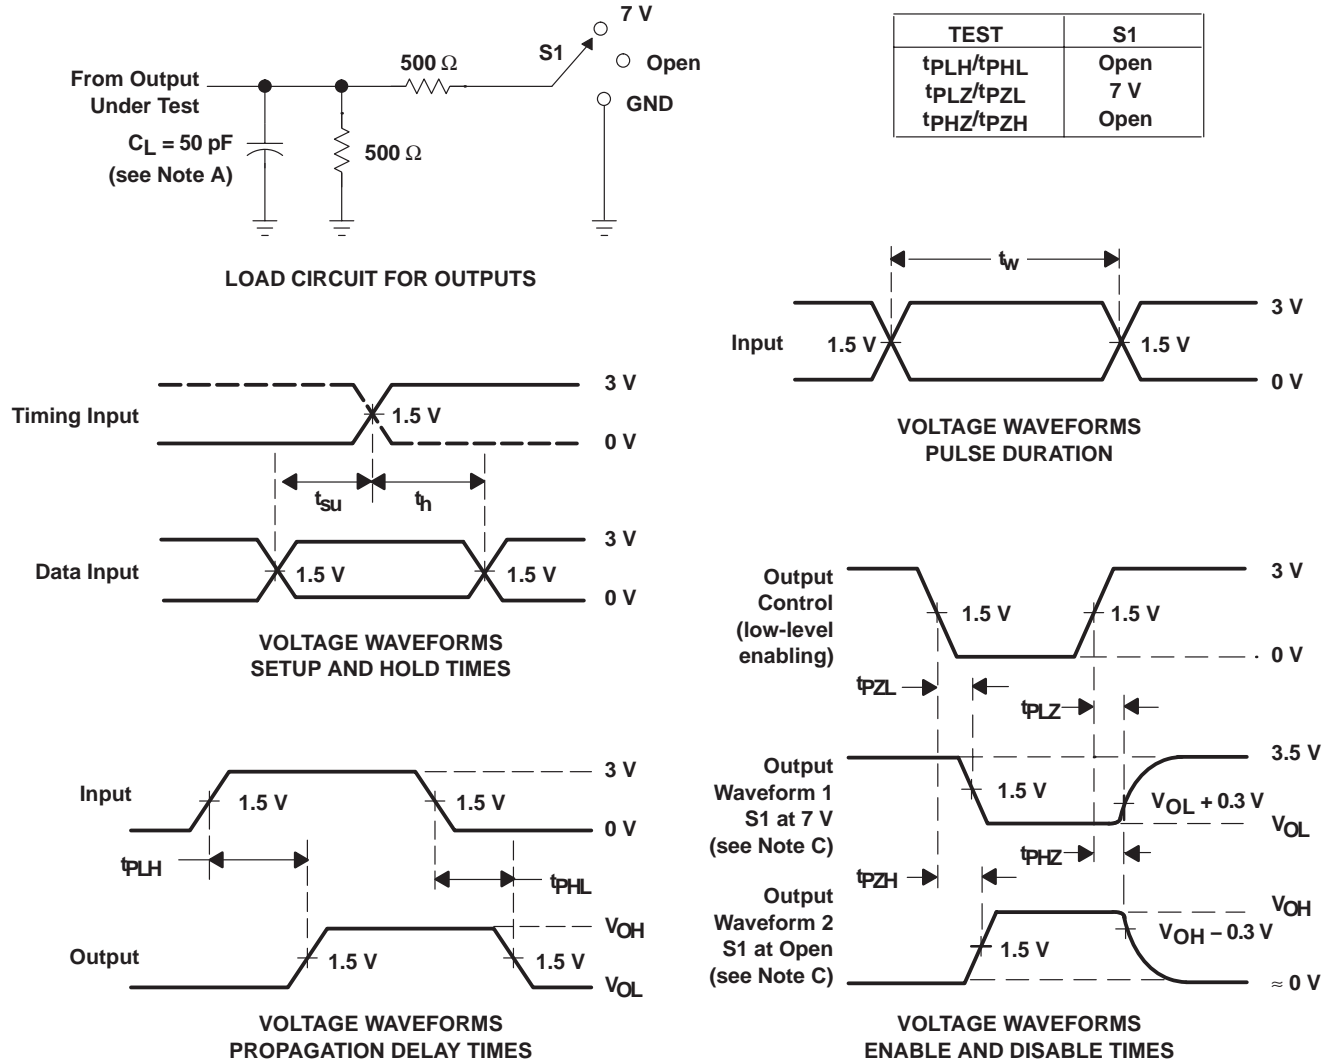 7 V
S1
Open
GND
500 Ω
From Output
Under Test
CL = 50 pF
(see Note A)
500 Ω
LOAD CIRCUIT FOR OUTPUTS
TEST S1
tPLH/tPHL Open
tPLZ/tPZL 7 V
tPHZ/tPZH Open
tw
3 V
Input
1.5 V
1.5 V
0 V
VOLTAGE WAVEFORMS
PULSE DURATION
3 V
Timing Input
1.5 V
0 V
tsu
th
3 V
Data Input
1.5 V
1.5 V
0 V
VOLTAGE WAVEFORMS
SETUP AND HOLD TIMES
3 V
Input
1.5 V
1.5 V
0 V
tPLH
tPHL
VOH
Output
1.5 V
1.5 V
VOL
VOLTAGE WAVEFORMS
PROPAGATION DELAY TIMES
Output
Control
(low-level
enabling)
3 V
1.5 V
1.5 V
0 V
tPZL
tPLZ
3.5 V
Output
Waveform 1
S1 at 7 V
(see Note C)
1.5 V
VOL + 0.3 V
VOL
tPHZ
tPZH
Output
Waveform 2
S1 at Open
(see Note C)
VOH
VOH – 0.3 V
1.5 V
≈ 0 V
VOLTAGE WAVEFORMS
ENABLE AND DISABLE TIMES